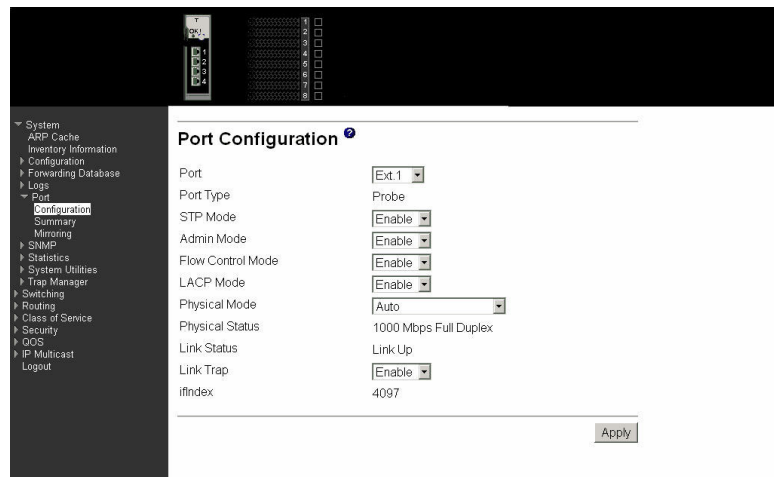 T
OK!
1
2
3
4
1
2
3
4
5
6
7
8
System
ARP Cache
Inventory Information
Configuration
Forwarding Database
Logs
Port
Configuration
Summary
Mirroring
SNMP
Statistics
System Utilities
Trap Manager
Switching
Routing
Class of Service
Security
QOS
IP Multicast
Logout
Port Configuration ?
Port Ext.1
Port Type Probe
STP Mode Enable
Admin Mode Enable
Flow Control Mode Enable
LACP Mode Enable
Physical Mode Auto
Physical Status 1000 Mbps Full Duplex
Link Status Link Up
Link Trap Enable
ifIndex 4097
Apply